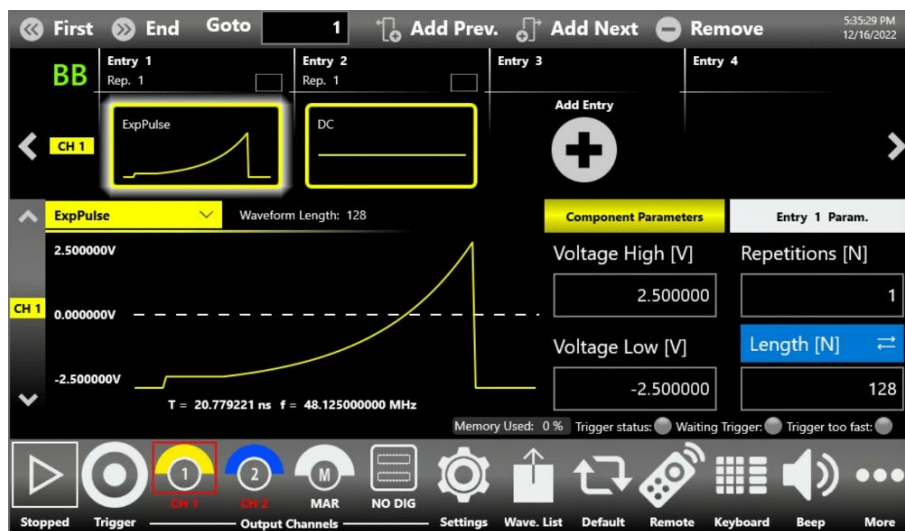 First End Goto 1 Add Prev. Add Next Remove 5:35:29 PM
12/16/2022
BB Entry 1 Entry 2 Entry 3 Entry 4
Rep. 1 Rep. 1
Add Entry
ExpPulse DC
CH 1
ExpPulse Waveform Length: 128 Component Parameters Entry 1 Param.
2.500000V Voltage High [V] Repetitions [N]
2.500000 1
CH 1 0.000000V
Voltage Low [V] Length [N]
-2.500000V -2.500000 128
T = 20.779221 ns f = 48.125000000 MHz
Memory Used: 0 % Trigger status: Waiting Trigger: Trigger too fast:
1 2 M
CH 1 CH 2 MAR NO DIG
Stopped Trigger Output Channels Settings Wave. List Default Remote Keyboard Beep More